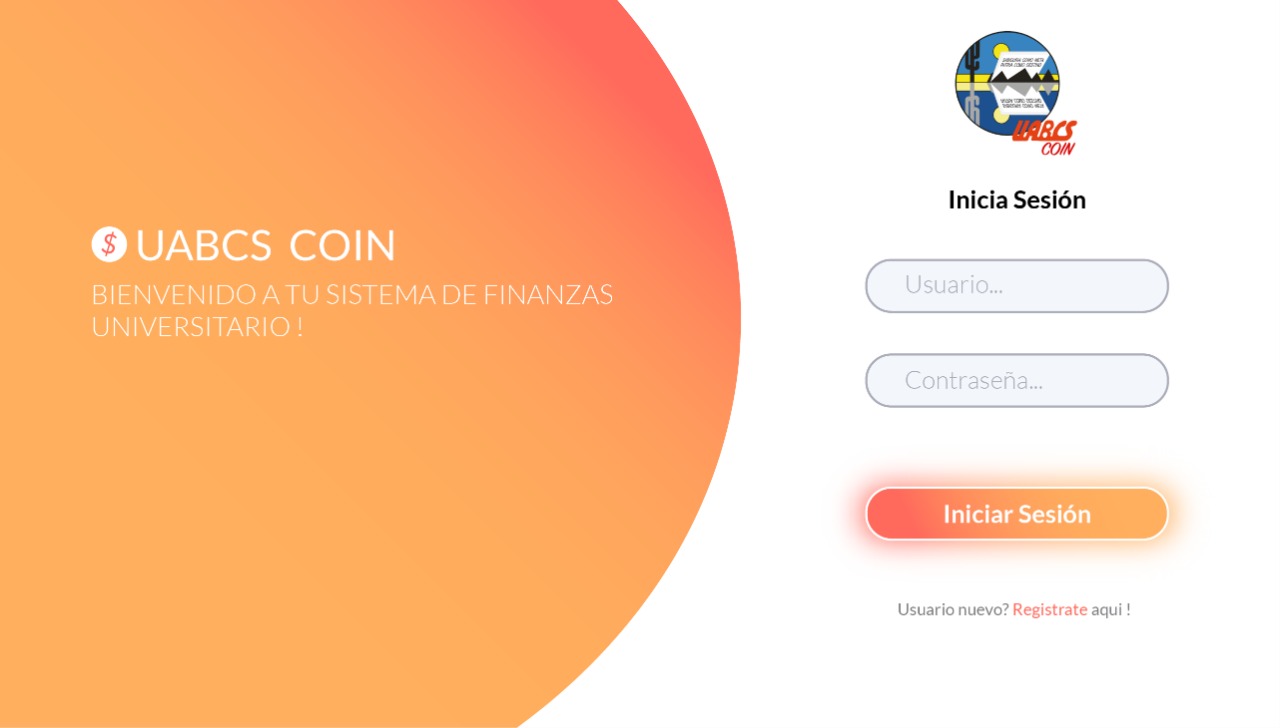 $ UABCS COIN
BIENVENIDO A TU SISTEMA DE FINANZAS
UNIVERSITARIO !
UABCS
COIN
Inicia Sesión
Usuario...
Contraseña...
Iniciar Sesión
Usuario nuevo? Registrate aqui !